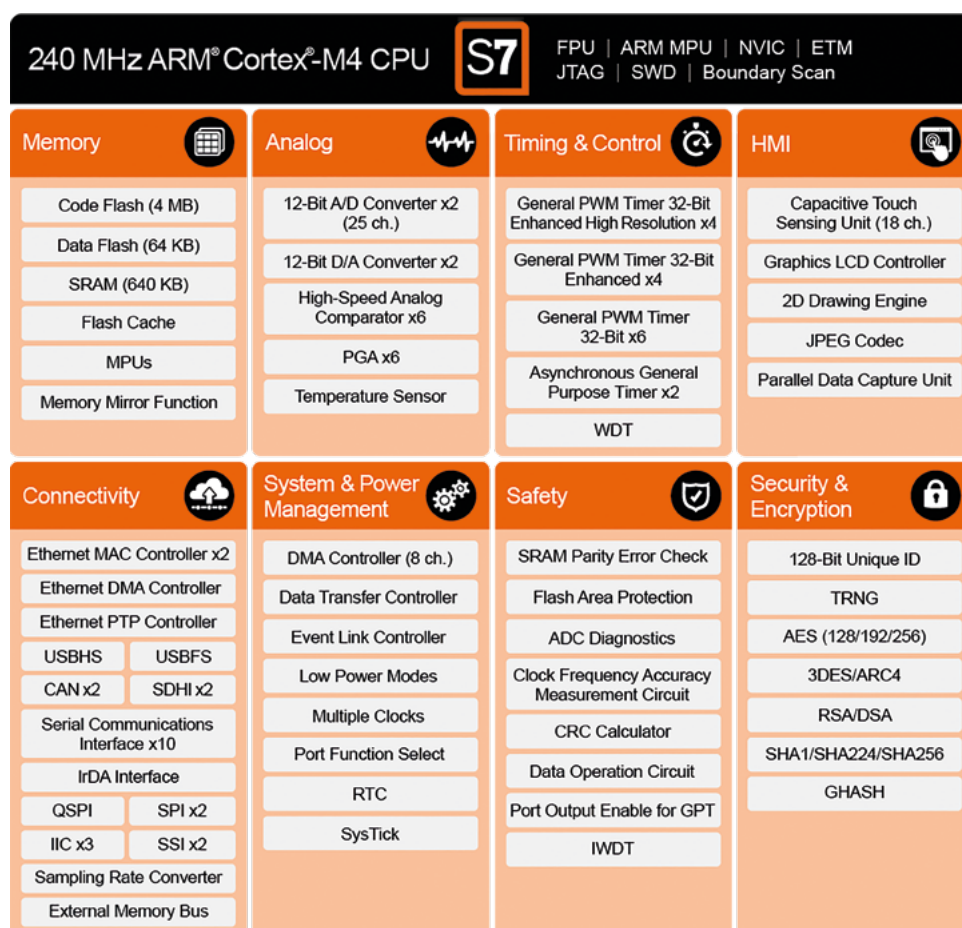 240 MHz ARM® Cortex®-M4 CPU
S7
FPU | ARM MPU | NVIC | ETM
JTAG | SWD | Boundary Scan
Memory
Code Flash (4 MB)
Data Flash (64 KB)
SRAM (640 KB)
Flash Cache
MPUs
Memory Mirror Function
Analog
12-Bit A/D Converter x2
(25 ch.)
12-Bit D/A Converter x2
High-Speed Analog
Comparator x6
PGA x6
Temperature Sensor
Timing & Control
General PWM Timer 32-Bit
Enhanced High Resolution x4
General PWM Timer 32-Bit
Enhanced x4
General PWM Timer
32-Bit x6
Asynchronous General
Purpose Timer x2
WDT
HMI
Capacitive Touch
Sensing Unit (18 ch.)
Graphics LCD Controller
2D Drawing Engine
JPEG Codec
Parallel Data Capture Unit
Connectivity
Ethernet MAC Controller x2
Ethernet DMA Controller
Ethernet PTP Controller
USBHS
USBFS
CAN x2
SDHI x2
Serial Communications
Interface x10
IrDA Interface
QSPI
SPI x2
IIC x3
SSI x2
Sampling Rate Converter
External Memory Bus
System & Power
Management
DMA Controller (8 ch.)
Data Transfer Controller
Event Link Controller
Low Power Modes
Multiple Clocks
Port Function Select
RTC
SysTick
Safety
SRAM Parity Error Check
Flash Area Protection
ADC Diagnostics
Clock Frequency Accuracy
Measurement Circuit
CRC Calculator
Data Operation Circuit
Port Output Enable for GPT
IWDT
Security &
Encryption
128-Bit Unique ID
TRNG
AES (128/192/256)
3DES/ARC4
RSA/DSA
SHA1/SHA224/SHA256
GHASH